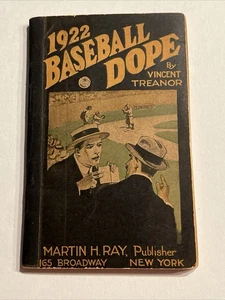 1922
BASEBALL
DOPE
By
VINCENT
TREANOR
MARTIN H. RAY, Publisher
165 BROADWAY NEW YORK